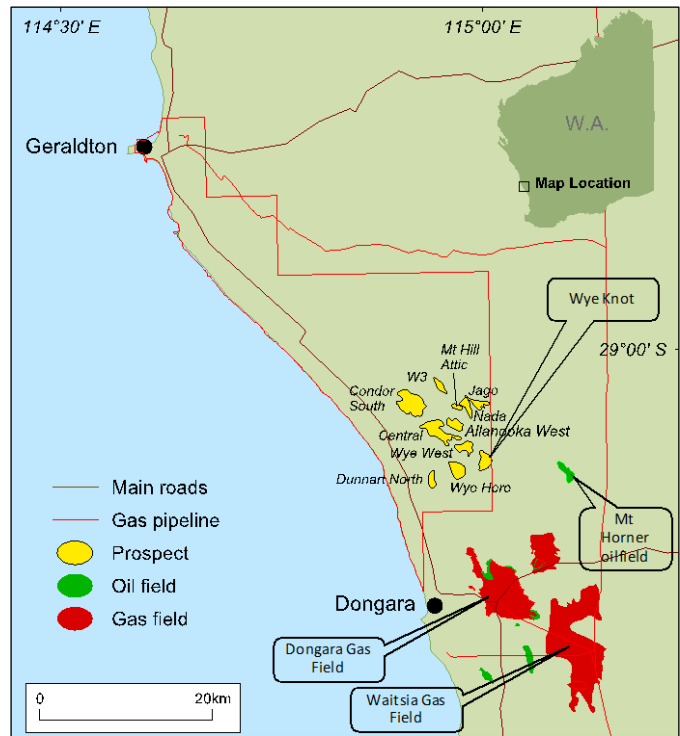 114°30' E
115°00' E
W.A.
Geraldton
Map Location
Wye Knot
29°00' S
Mt Hill
Attic
W3
Condor
South
Jago
Nada
Allanooka West
Central
Wye West
Dunnart North
Wye Hero
Main roads
Gas pipeline
Prospect
Oil field
Gas field
Mt
Horner
oilfield
Dongara
Dongara Gas
Field
Waitsia Gas
Field
0
20km